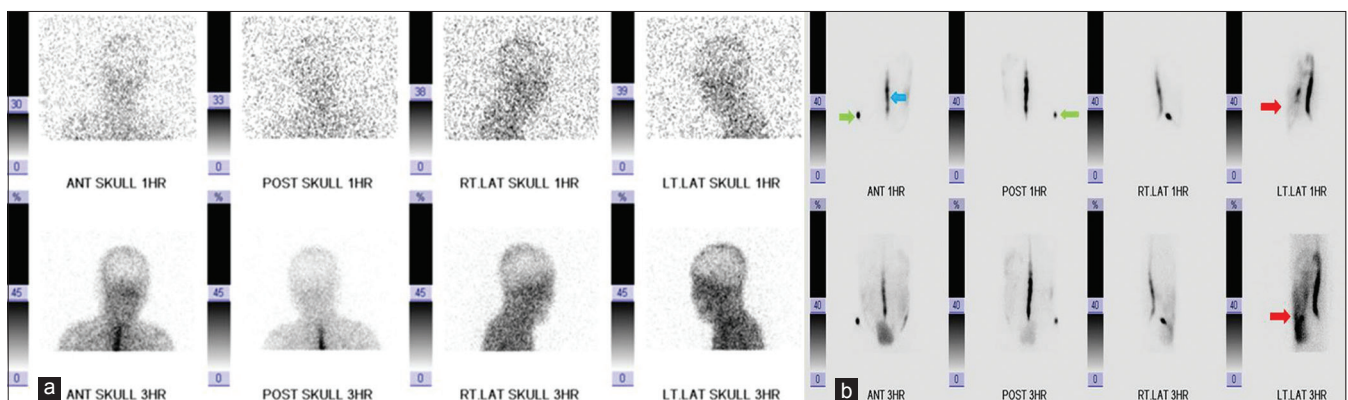 30 33 38 39 40 40 40 40
0 0 0 0 0 0 0 0
ANT SKULL 1HR POST SKULL 1HR RT.LAT SKULL 1HR LT.LAT SKULL 1HR ANT 1HR POST 1HR RT.LAT 1HR LT.LAT 1HR
% % % % % % % %
45 45 45 45 40 40 40 40
0 0 0 0 0 0 0 0
a ANT SKULL 3HR POST SKULL 3HR RT.LAT SKULL 3HR LT.LAT SKULL 3HR b ANT 3HR POST 3HR RT.LAT 3HR LT.LAT 3HR